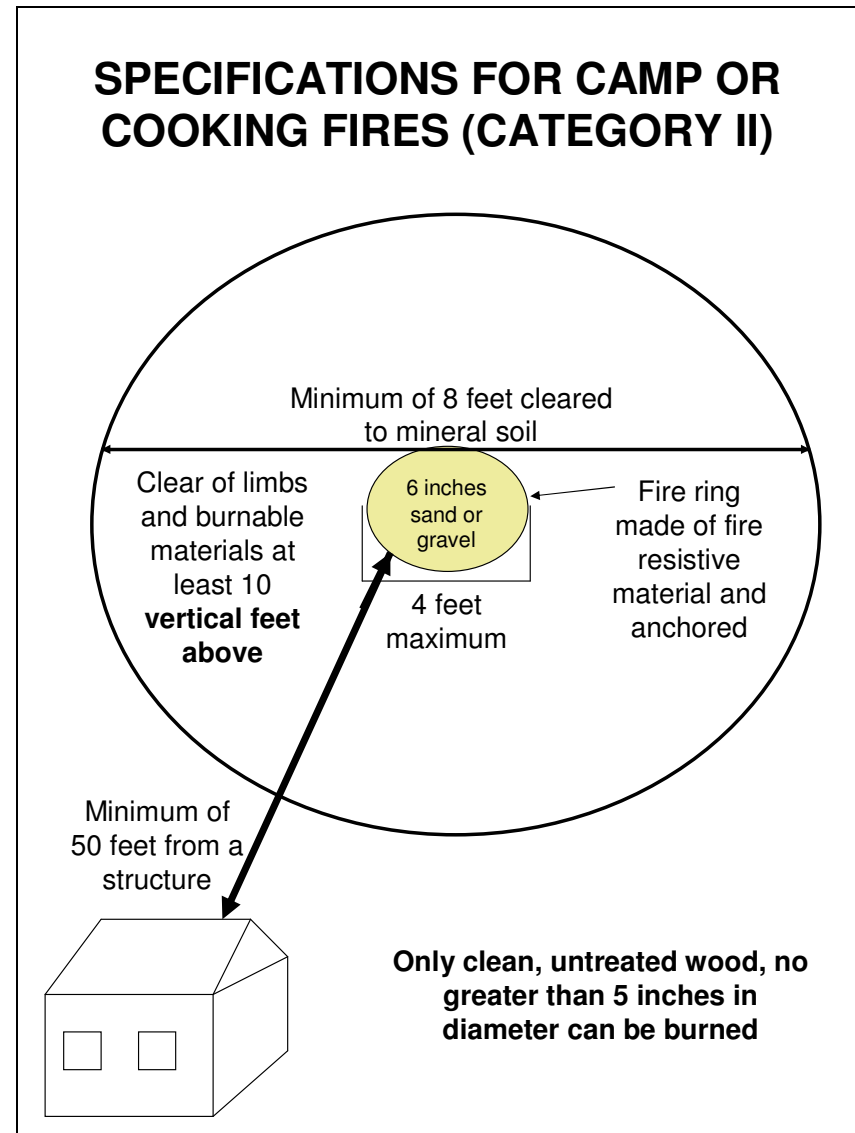 SPECIFICATIONS FOR CAMP OR
COOKING FIRES (CATEGORY II)
Minimum of 8 feet cleared
to mineral soil
Clear of limbs
and burnable
materials at
least 10
vertical feet
above
6 inches
sand or
gravel
Fire ring
made of fire
resistive
material and
anchored
4 feet
maximum
Minimum of
50 feet from a
structure
Only clean, untreated wood, no
greater than 5 inches in
diameter can be burned